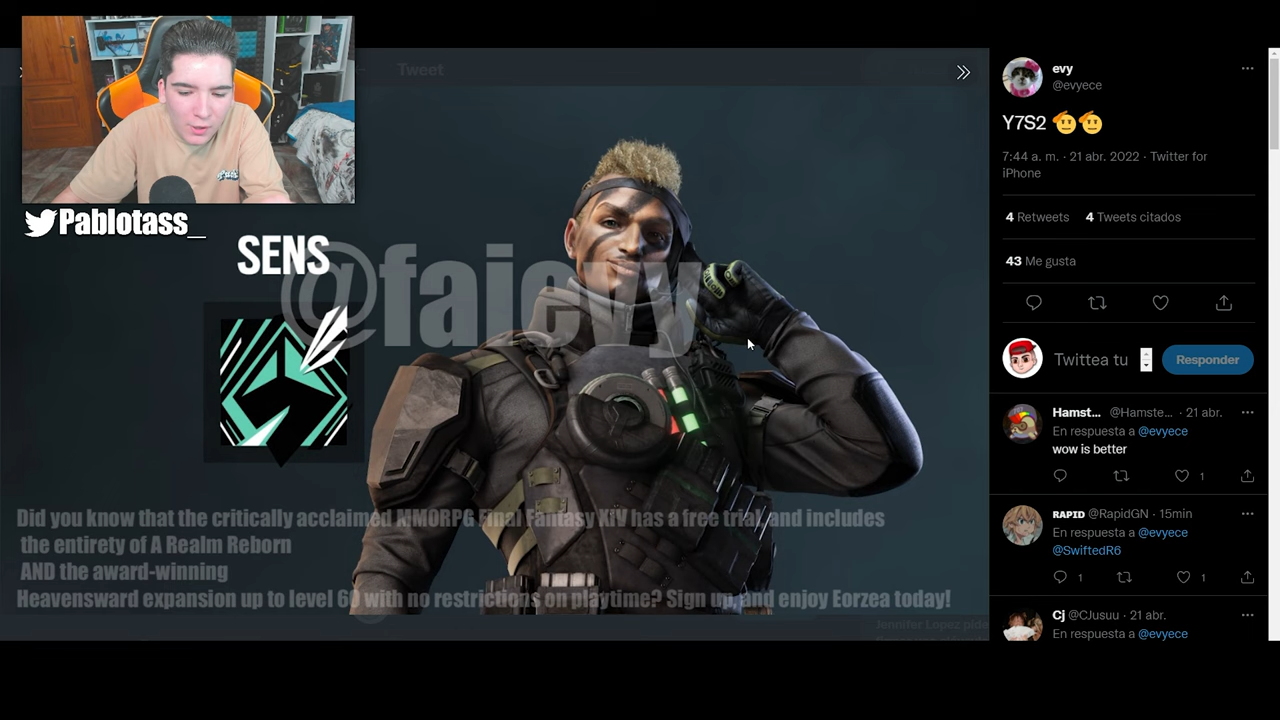 Pablotass_
Tweet
SENS
@faievy
Did you know that the critically acclaimed MMORPG Final Fantasy XIV has a free trial, and includes
the entirety of A Realm Reborn
AND the award-winning
Heavensward expansion up to level 60 with no restrictions on playtime? Sign up, and enjoy Eorzea today!
Jennifer Lopez pide
evy
@evyece
Y7S2 🫡🫡
7:44 a. m. · 21 abr. 2022 · Twitter for
iPhone
4 Retweets 4 Tweets citados
43 Me gusta
Twittea tu
Responder
Hamst... @Hamste... · 21 abr.
En respuesta a @evyece
wow is better
1
RAPID @RapidGN · 15min
En respuesta a @evyece
@SwiftedR6
1 1
Cj @CJusuu · 21 abr.
En respuesta a @evyece